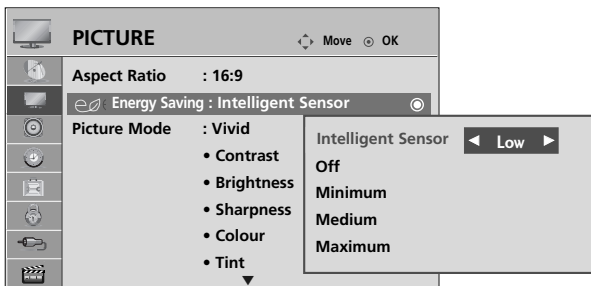 PICTURE
Move OK
Aspect Ratio : 16:9
Energy Saving : Intelligent Sensor
Picture Mode : Vivid
• Contrast
• Brightness
• Sharpness
• Colour
• Tint
Intelligent Sensor ◄ Low ►
Off
Minimum
Medium
Maximum